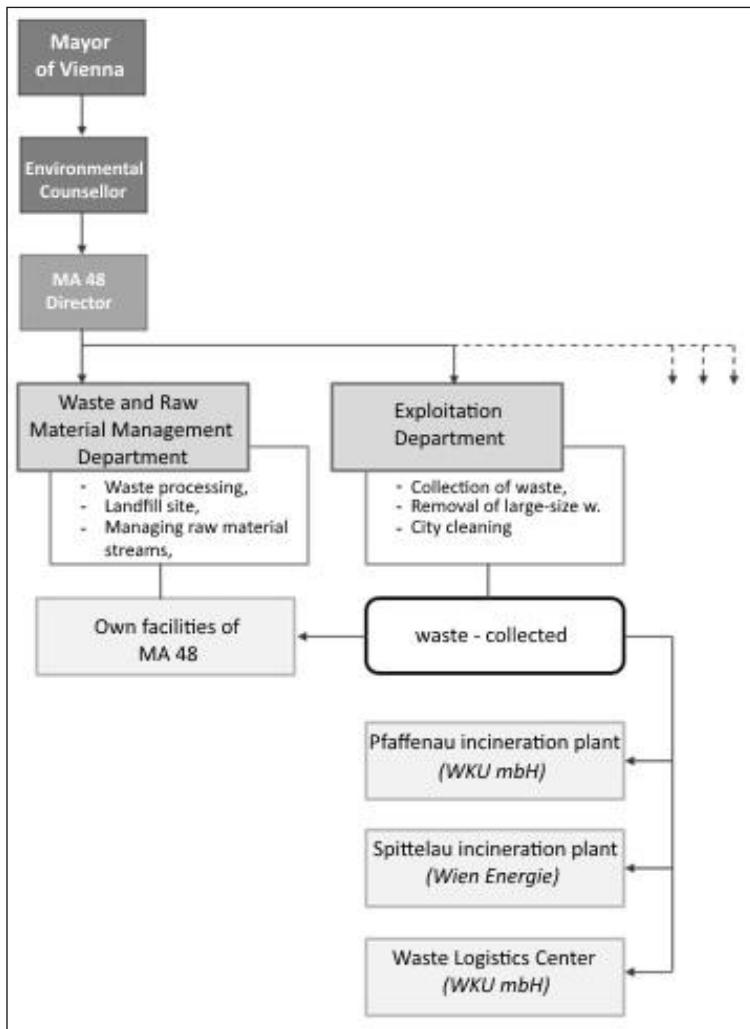 Mayor
of Vienna
Environmental
Counsellor
MA 48
Director
Waste and Raw
Material Management
Department
- Waste processing,
- Landfill site,
- Managing raw material
streams,
Exploitation
Department
- Collection of waste,
- Removal of large-size w.
- City cleaning
Own facilities of
MA 48
waste - collected
Pfaffenau incineration plant
(WKU mbH)
Spittelau incineration plant
(Wien Energie)
Waste Logistics Center
(WKU mbH)